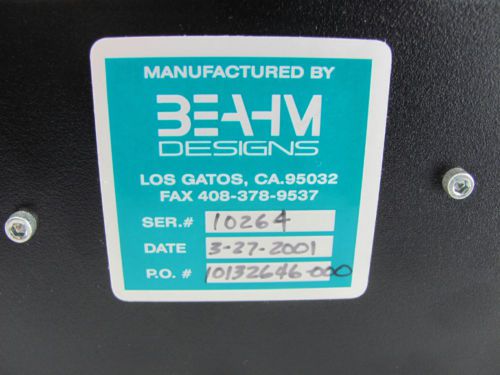 MANUFACTURED BY
BEAHM
DESIGNS
LOS GATOS, CA.95032
FAX 408-378-9537
SER.# 10264
DATE 3-27-2001
P.O. # 10132646-000